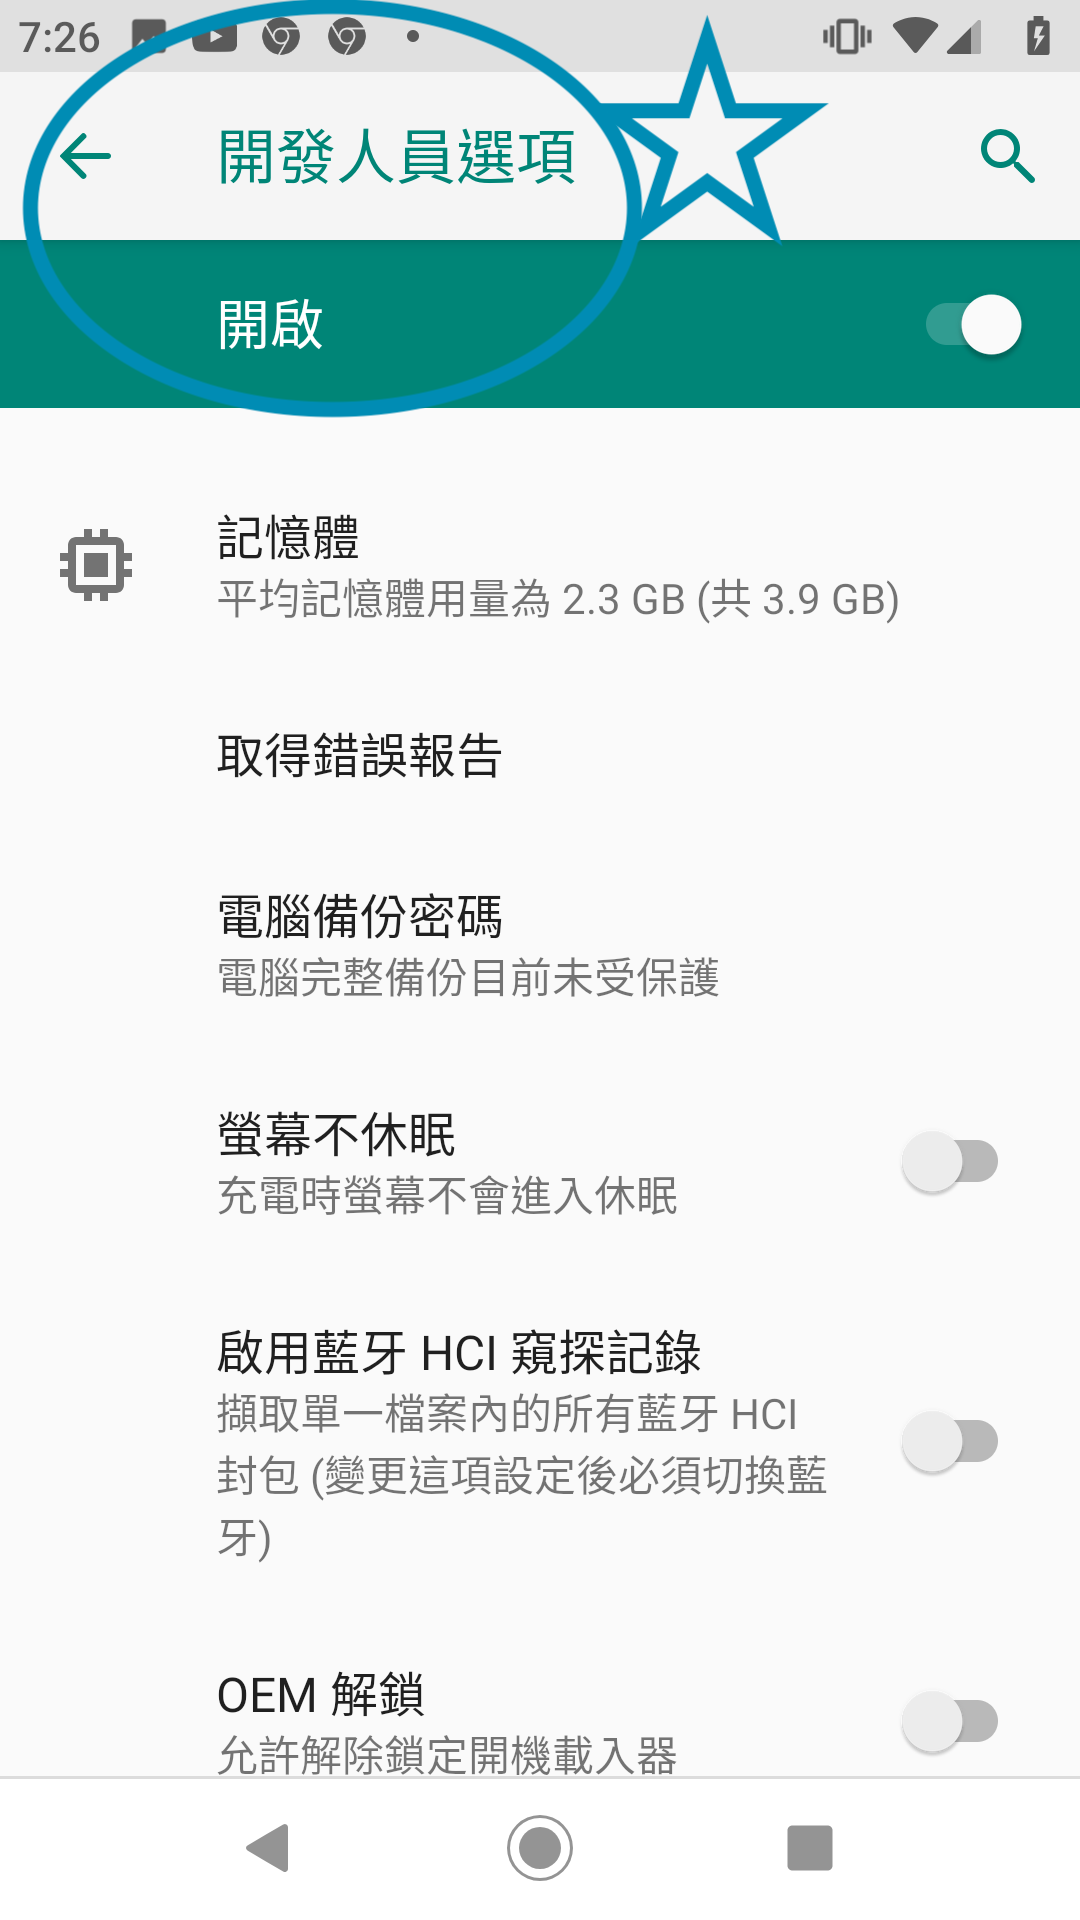 7:26
開發人員選項
開啟
記憶體
平均記憶體用量為 2.3 GB (共 3.9 GB)
取得錯誤報告
電腦備份密碼
電腦完整備份目前未受保護
螢幕不休眠
充電時螢幕不會進入休眠
啟用藍牙 HCI 窺探記錄
擷取單一檔案內的所有藍牙 HCI
封包 (變更這項設定後必須切換藍
牙)
OEM 解鎖
允許解除鎖定開機載入器